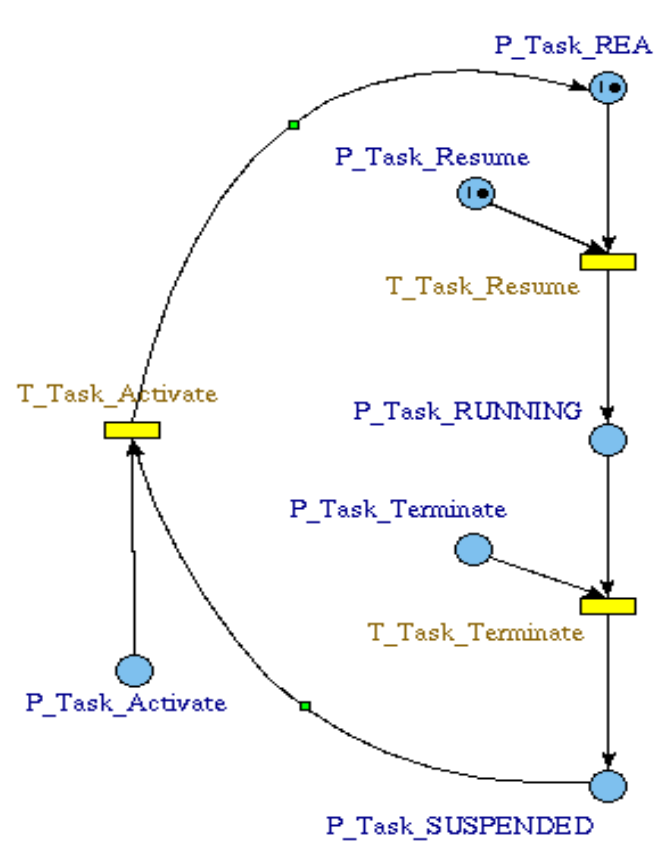 P_Task_REA
P_Task_Resume
T_Task_Resume
T_Task_Activate
P_Task_RUNNING
P_Task_Terminate
T_Task_Terminate
P_Task_Activate
P_Task_SUSPENDED